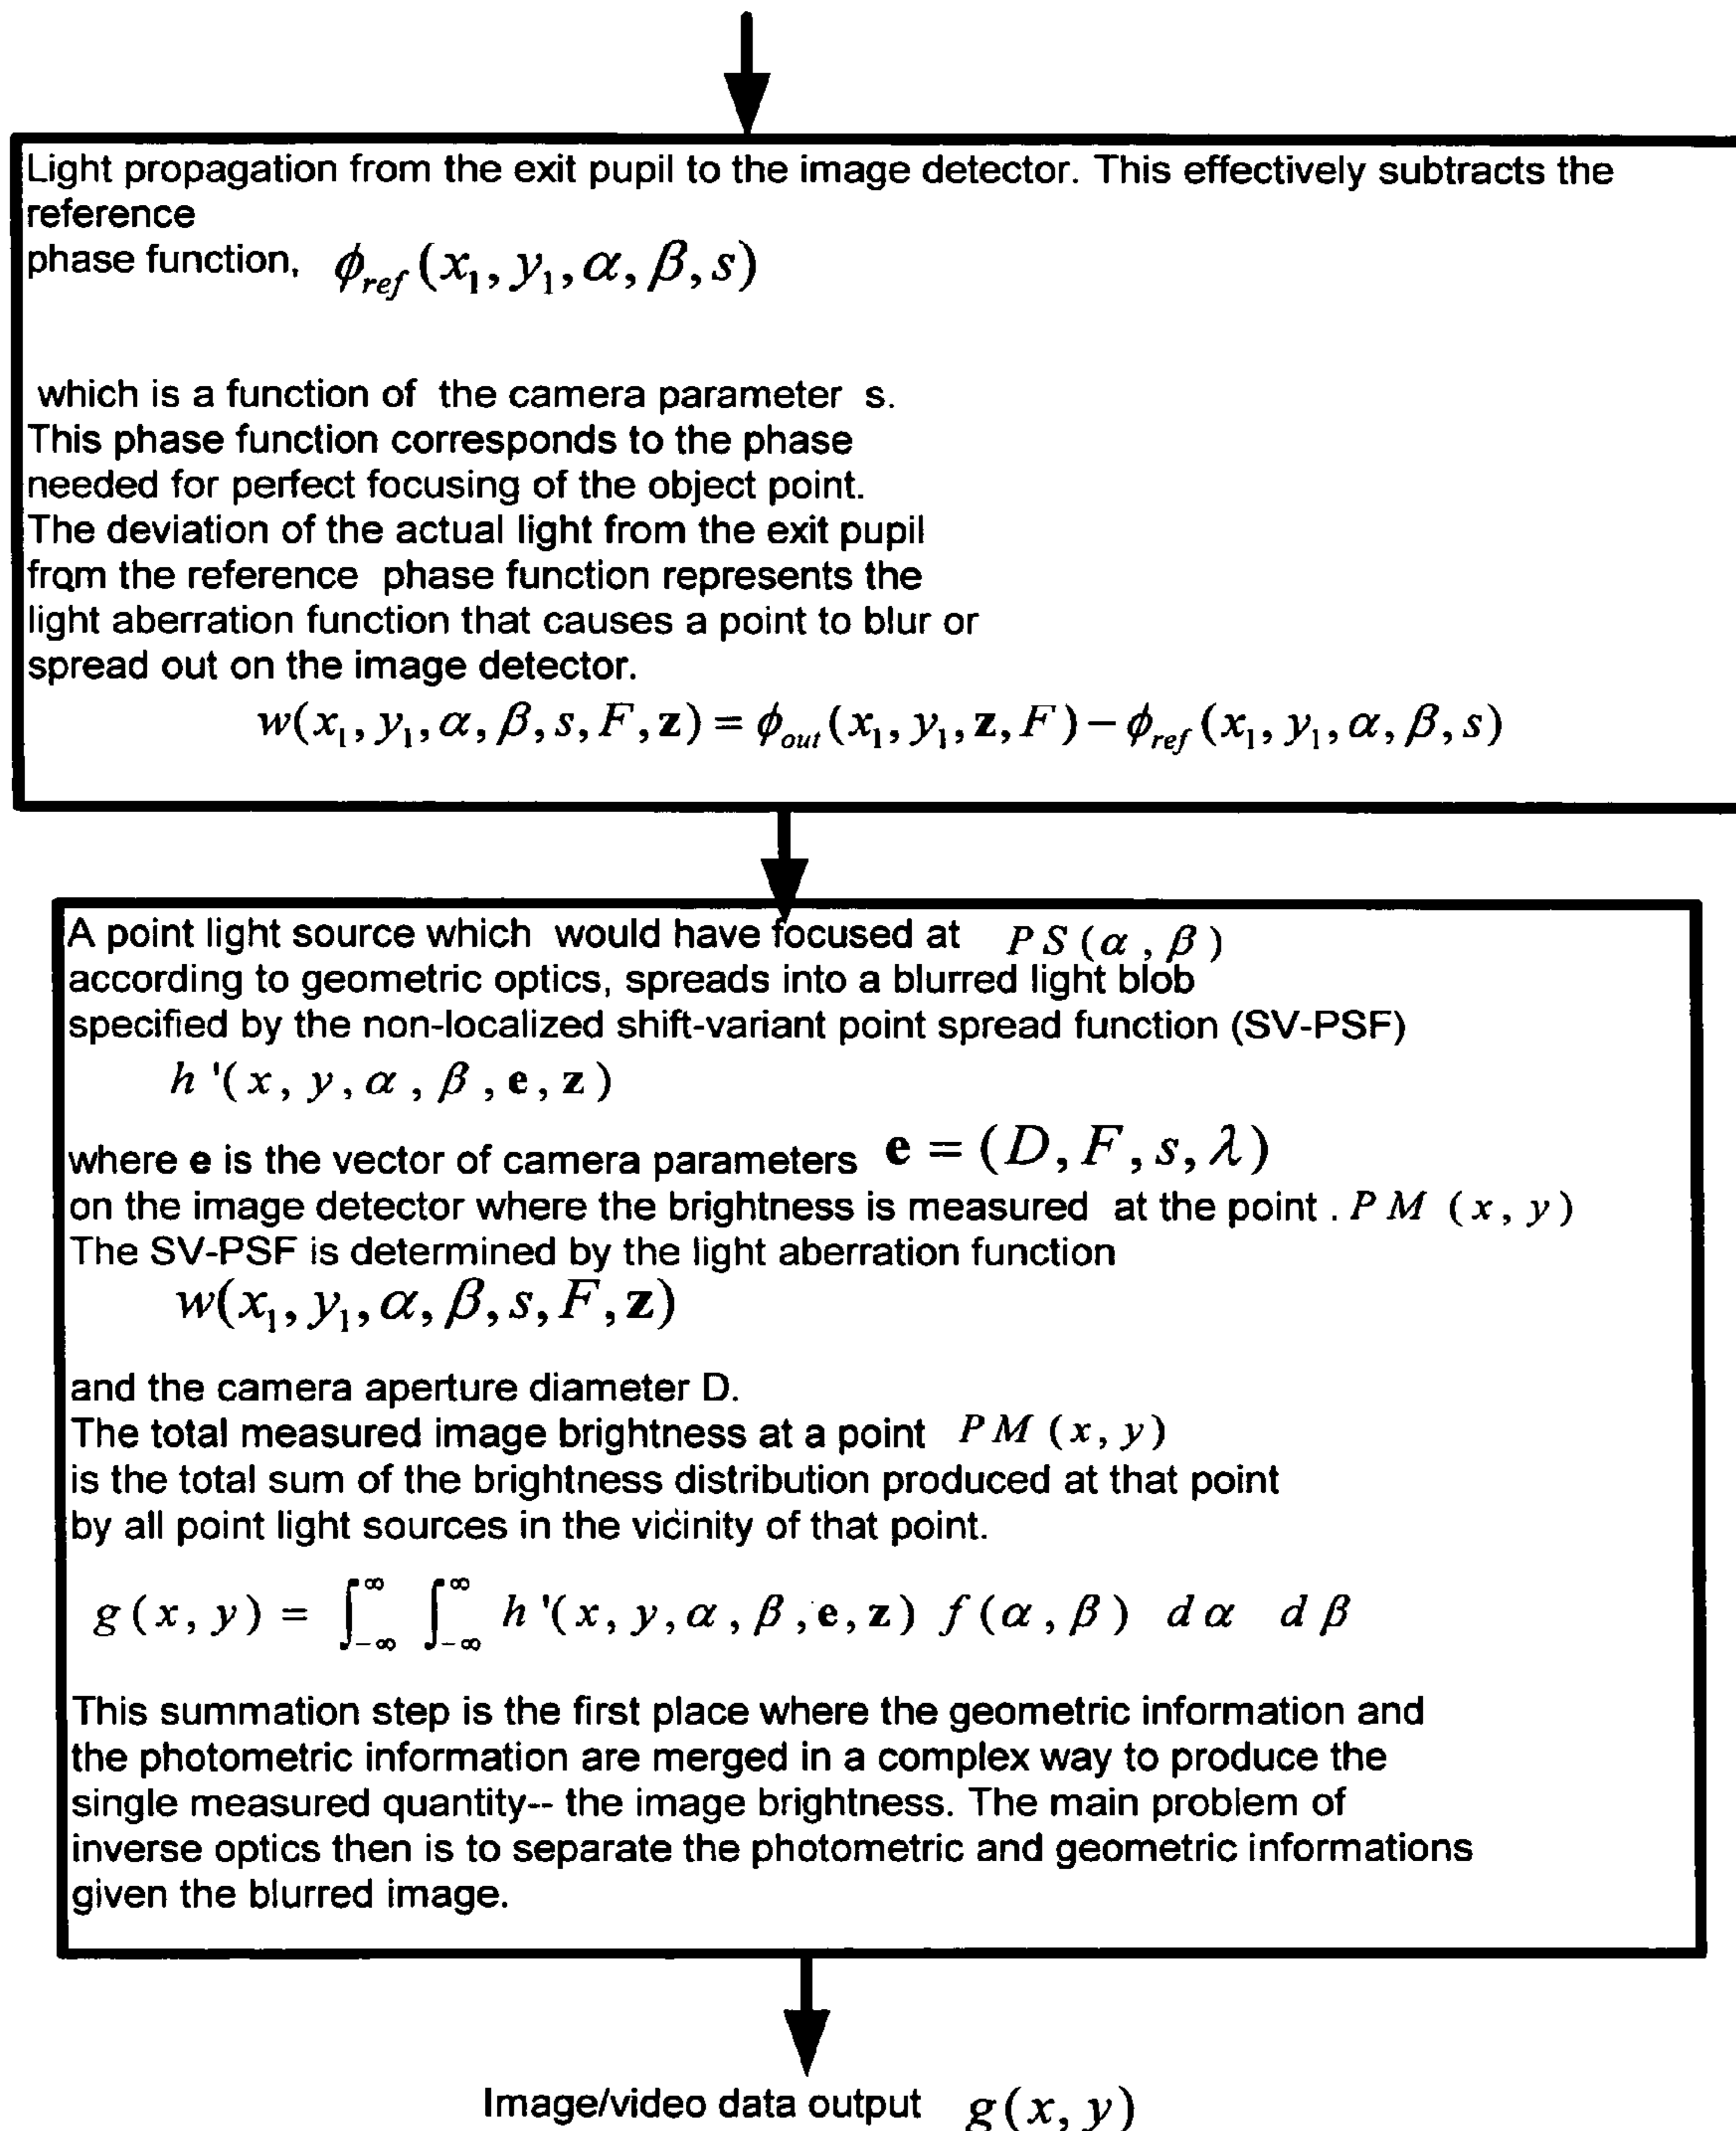 Light propagation from the exit pupil to the image detector. This effectively subtracts the
reference
phase function, ϕ_ref(x₁, y₁, α, β, s)
which is a function of the camera parameter s.
This phase function corresponds to the phase
needed for perfect focusing of the object point.
The deviation of the actual light from the exit pupil
from the reference phase function represents the
light aberration function that causes a point to blur or
spread out on the image detector.
w(x₁, y₁, α, β, s, F, z) = ϕ_out(x₁, y₁, z, F) − ϕ_ref(x₁, y₁, α, β, s)
A point light source which would have focused at PS(α, β)
according to geometric optics, spreads into a blurred light blob
specified by the non-localized shift-variant point spread function (SV-PSF)
h'(x, y, α, β, e, z)
where e is the vector of camera parameters e = (D, F, s, λ)
on the image detector where the brightness is measured at the point . PM (x, y)
The SV-PSF is determined by the light aberration function
w(x₁, y₁, α, β, s, F, z)
and the camera aperture diameter D.
The total measured image brightness at a point PM (x, y)
is the total sum of the brightness distribution produced at that point
by all point light sources in the vicinity of that point.
g(x, y) = ∫_{-∞}^{∞} ∫_{-∞}^{∞} h'(x, y, α, β, e, z) f(α, β) dα dβ
This summation step is the first place where the geometric information and
the photometric information are merged in a complex way to produce the
single measured quantity-- the image brightness. The main problem of
inverse optics then is to separate the photometric and geometric informations
given the blurred image.
Image/video data output g(x, y)